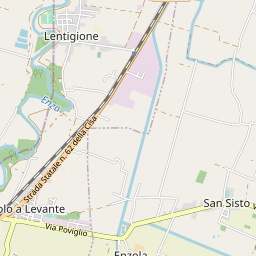 Lentigione
Enza
Strada Statale n. 62 della Cisa
olo a Levante
San Sisto
Via Poviglio
Enzola